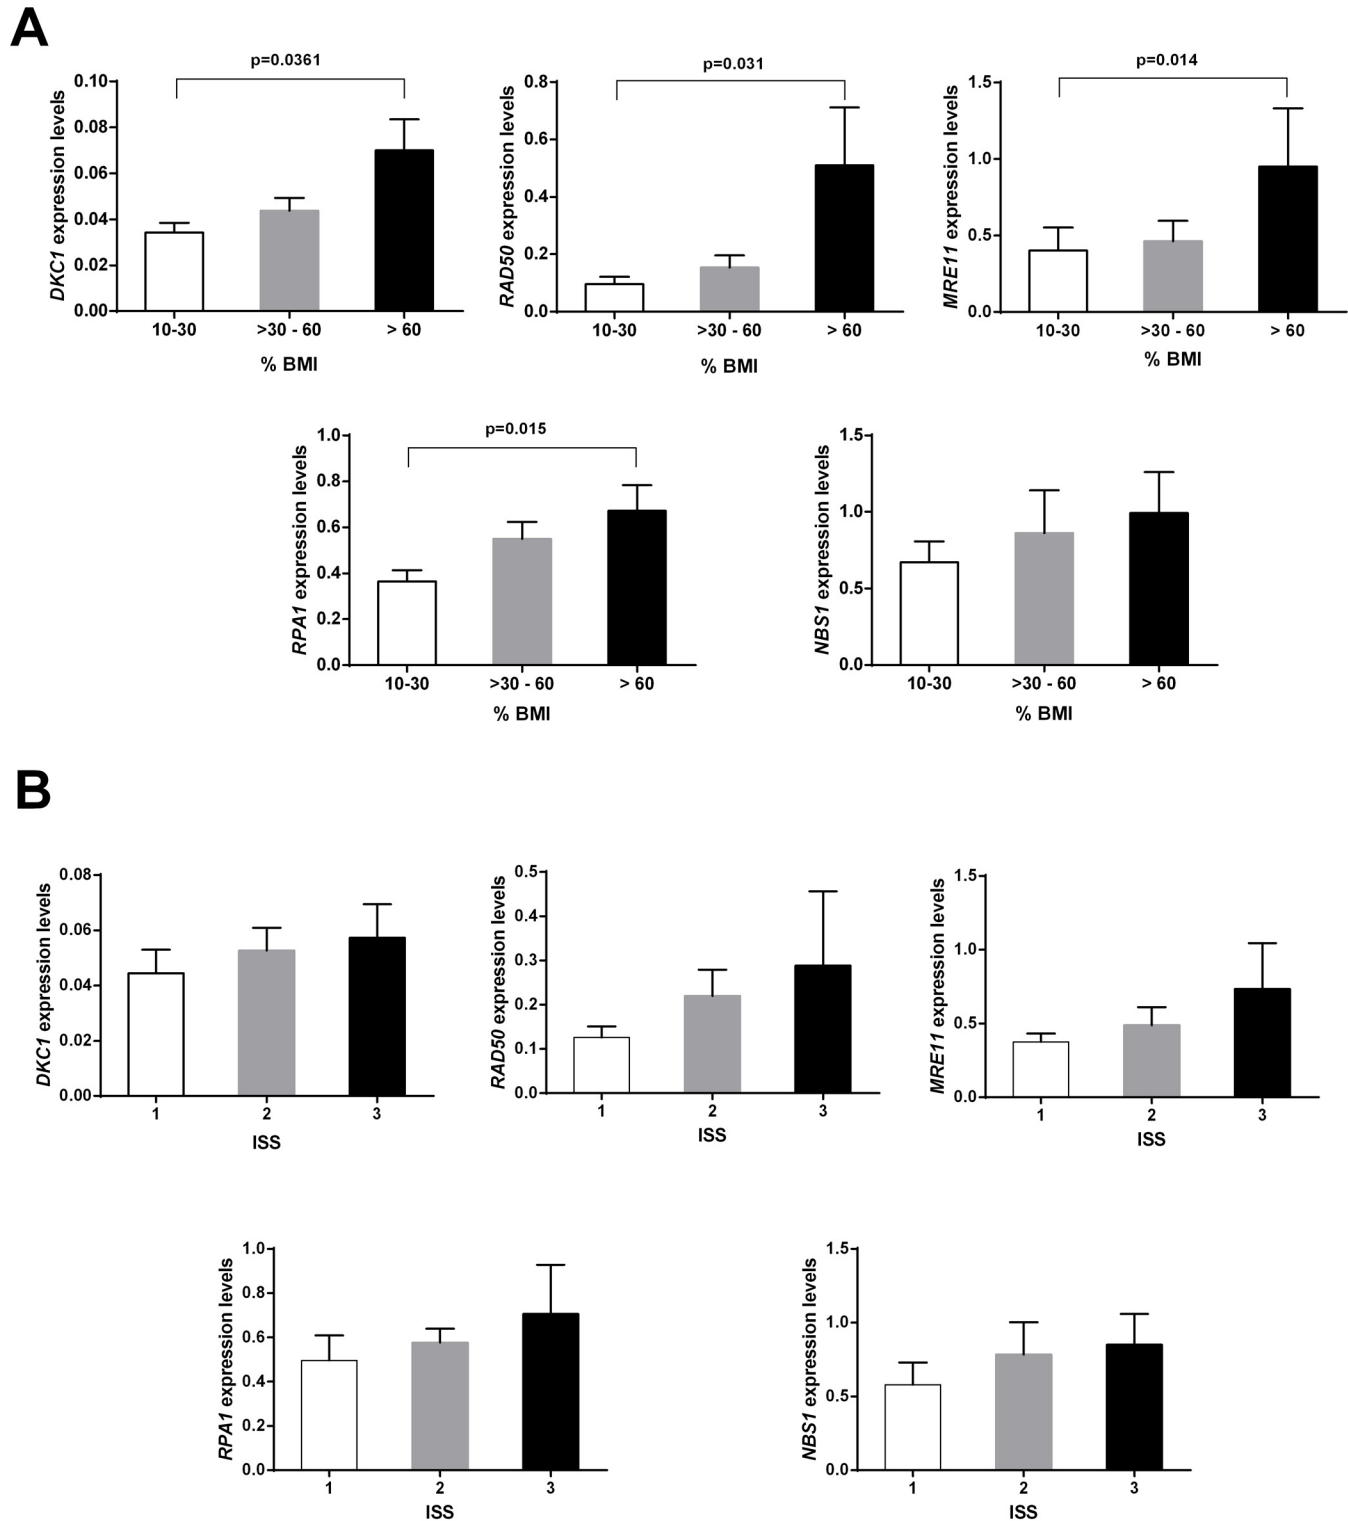 A
p=0.0361
DKC1 expression levels
0.10
0.08
0.06
0.04
0.02
0.00
10-30 >30 - 60 > 60
% BMI
p=0.031
RAD50 expression levels
0.8
0.6
0.4
0.2
0.0
10-30 >30 - 60 > 60
% BMI
p=0.014
MRE11 expression levels
1.5
1.0
0.5
0.0
10-30 >30 - 60 > 60
% BMI
p=0.015
RPA1 expression levels
1.0
0.8
0.6
0.4
0.2
0.0
10-30 >30 - 60 > 60
% BMI
NBS1 expression levels
1.5
1.0
0.5
0.0
10-30 >30 - 60 > 60
% BMI
B
DKC1 expression levels
0.08
0.06
0.04
0.02
0.00
1 2 3
ISS
RAD50 expression levels
0.5
0.4
0.3
0.2
0.1
0.0
1 2 3
ISS
MRE11 expression levels
1.5
1.0
0.5
0.0
1 2 3
ISS
RPA1 expression levels
1.0
0.8
0.6
0.4
0.2
0.0
1 2 3
ISS
NBS1 expression levels
1.5
1.0
0.5
0.0
1 2 3
ISS